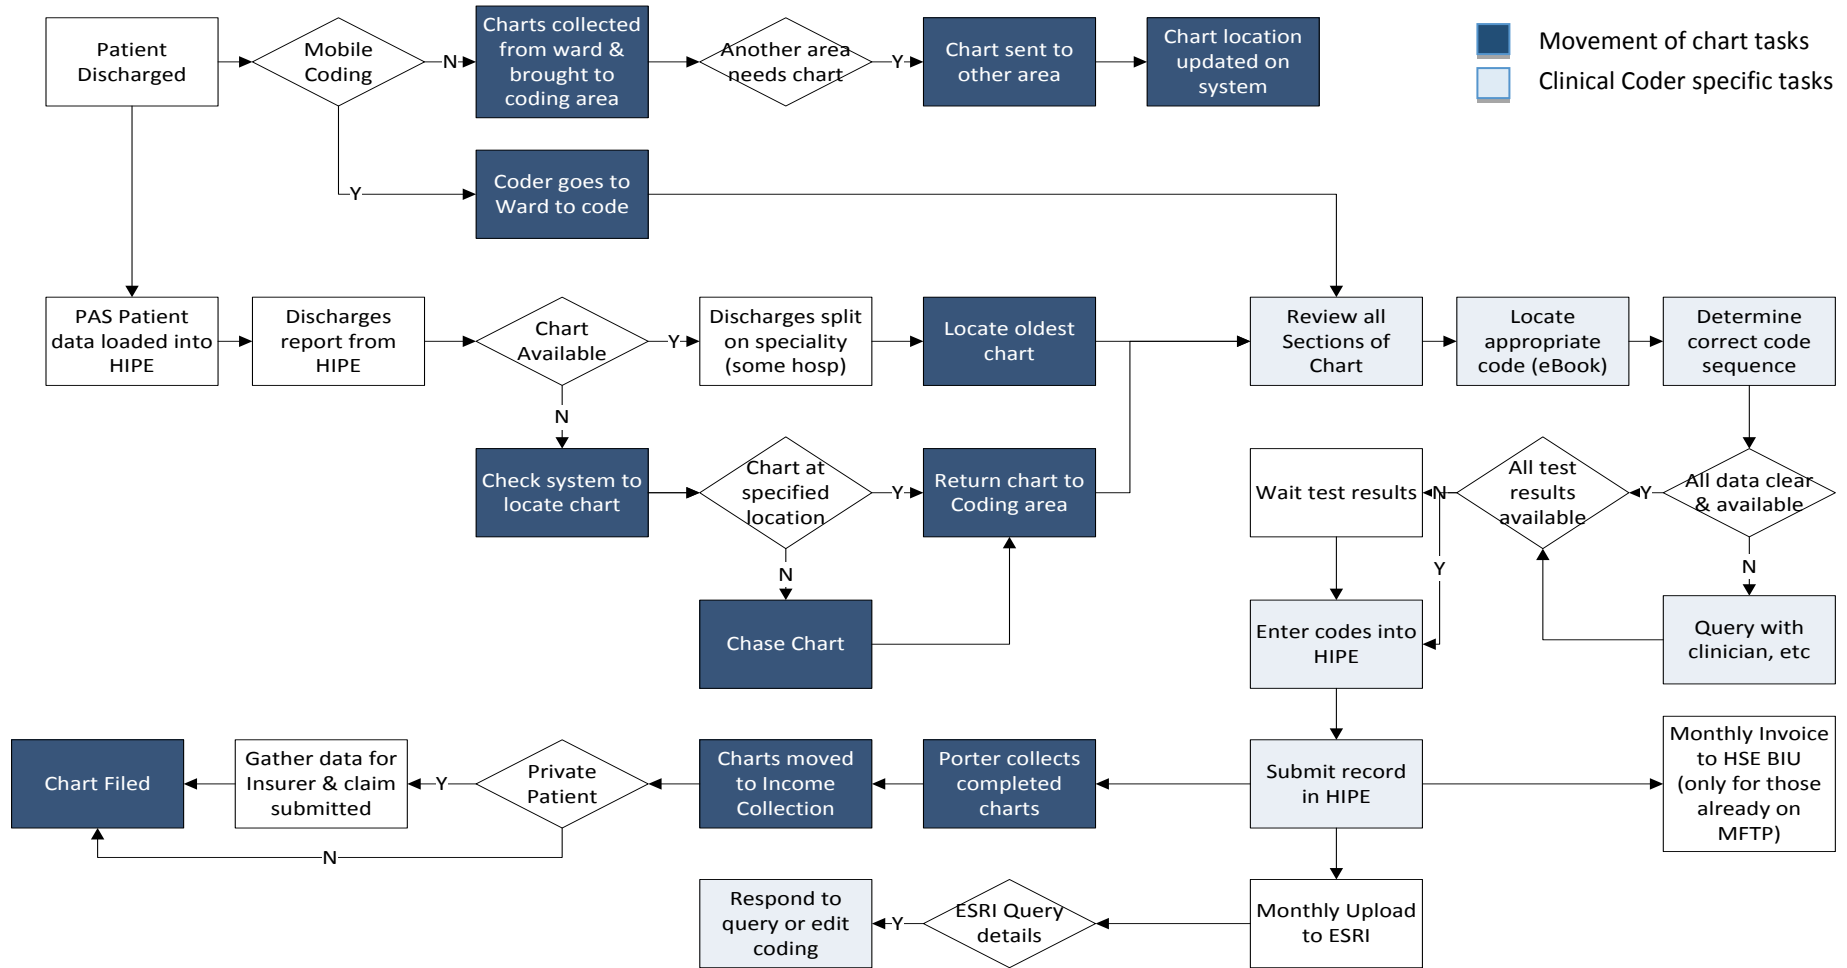 Patient
Discharged
Mobile
Coding
N
Charts collected
from ward &
brought to
coding area
Another area
needs chart
Y
Chart sent to
other area
Chart location
updated on
system
Movement of chart tasks
Clinical Coder specific tasks
Y
Coder goes to
Ward to code
PAS Patient
data loaded into
HIPE
Discharges
report from
HIPE
Chart
Available
Y
Discharges split
on speciality
(some hosp)
Locate oldest
chart
Review all
Sections of
Chart
Locate
appropriate
code (eBook)
Determine
correct code
sequence
N
Check system to
locate chart
Chart at
specified
location
Y
Return chart to
Coding area
Wait test results
N
All test
results
available
Y
All data clear
& available
N
Y
N
Chase Chart
Enter codes into
HIPE
Query with
clinician, etc
Chart Filed
Gather data for
Insurer & claim
submitted
Y
Private
Patient
Charts moved
to Income
Collection
Porter collects
completed
charts
Submit record
in HIPE
Monthly Invoice
to HSE BIU
(only for those
already on
MFTP)
N
Respond to
query or edit
coding
Y
ESRI Query
details
Monthly Upload
to ESRI